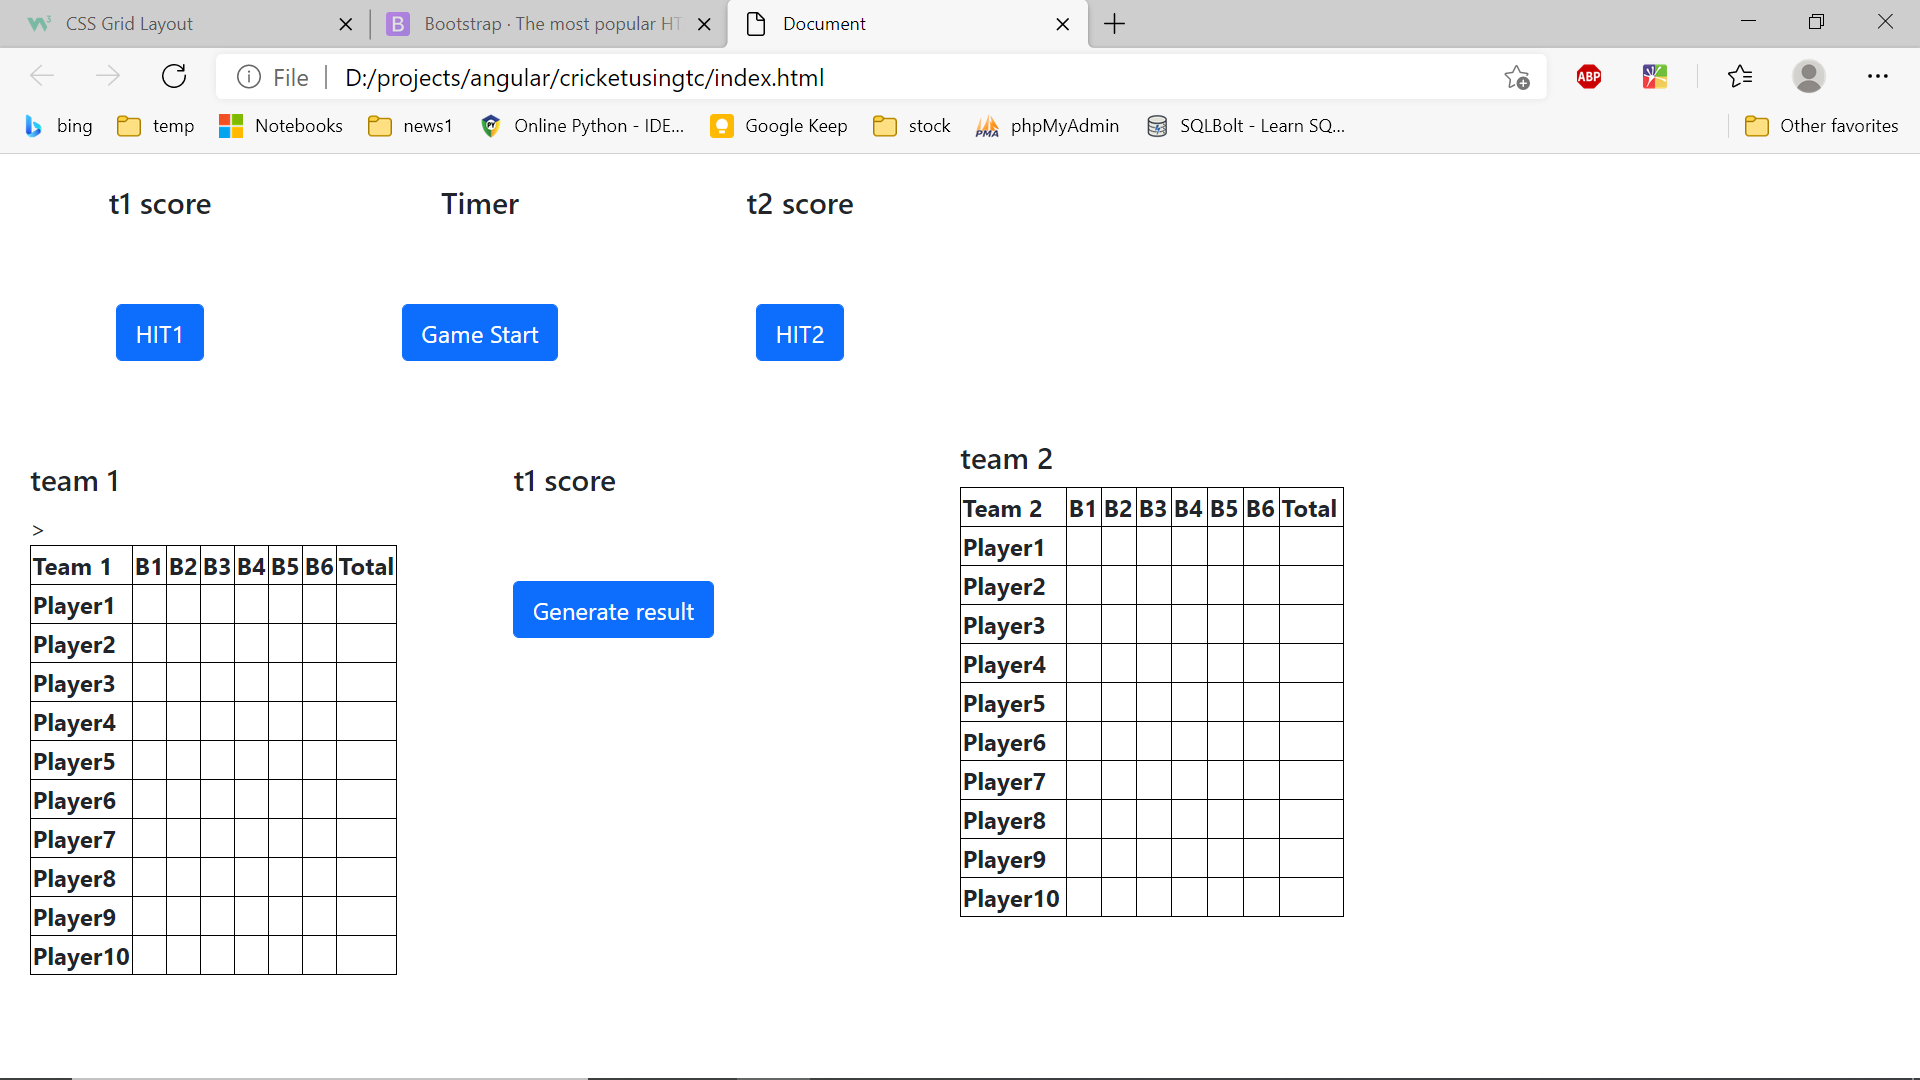 CSS Grid Layout
Bootstrap · The most popular HT
Document
File
D:/projects/angular/cricketusingtc/index.html
ABP
bing
temp
Notebooks
news1
Online Python - IDE...
Google Keep
stock
phpMyAdmin
SQLBolt - Learn SQ...
Other favorites
t1 score
Timer
t2 score
HIT1
Game Start
HIT2
team 1
>
Team 1 B1 B2 B3 B4 B5 B6 Total
Player1
Player2
Player3
Player4
Player5
Player6
Player7
Player8
Player9
Player10
t1 score
Generate result
team 2
Team 2 B1 B2 B3 B4 B5 B6 Total
Player1
Player2
Player3
Player4
Player5
Player6
Player7
Player8
Player9
Player10